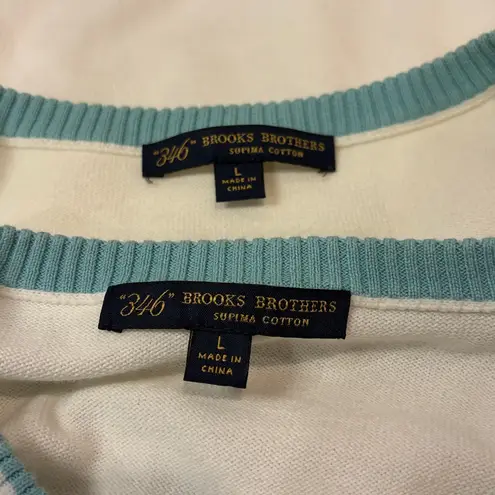 "346" BROOKS BROTHERS
SUPIMA COTTON
L
MADE IN
CHINA
"346" BROOKS BROTHERS
SUPIMA COTTON
L
MADE IN
CHINA